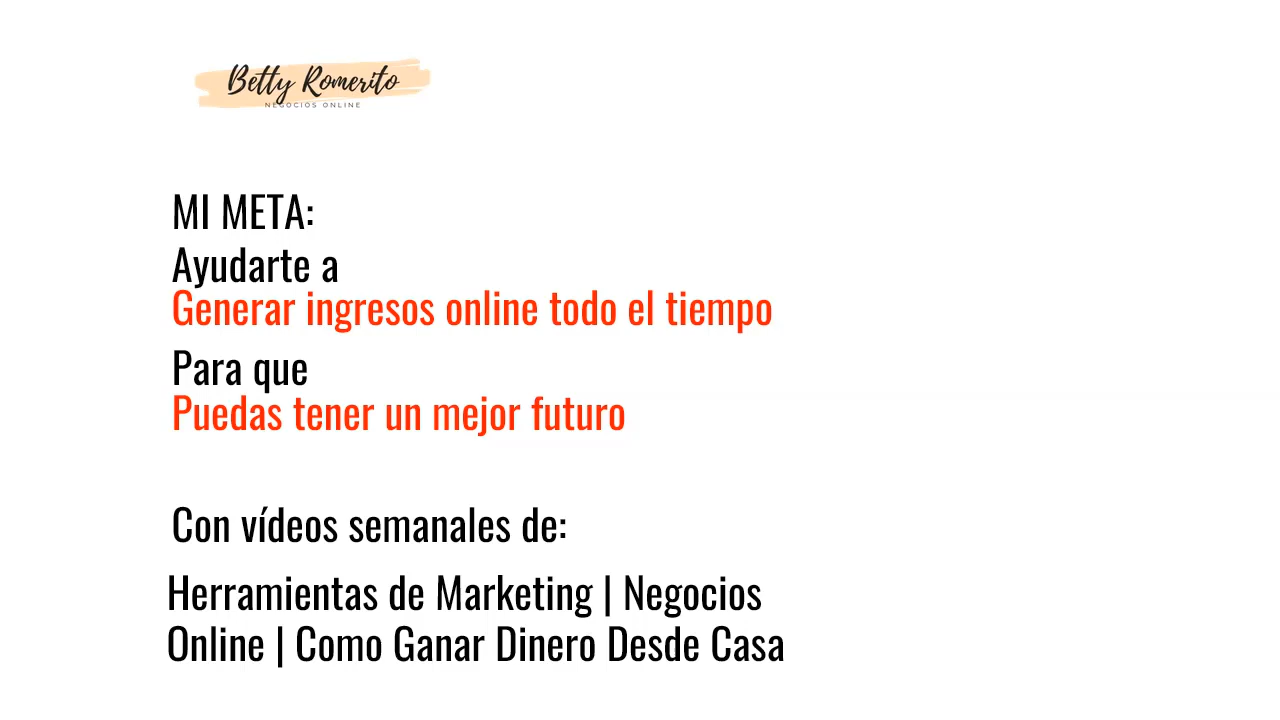 Betty Romerito
NEGOCIOS ONLINE
MI META:
Ayudarte a
Generar ingresos online todo el tiempo
Para que
Puedas tener un mejor futuro
Con vídeos semanales de:
Herramientas de Marketing | Negocios
Online | Como Ganar Dinero Desde Casa